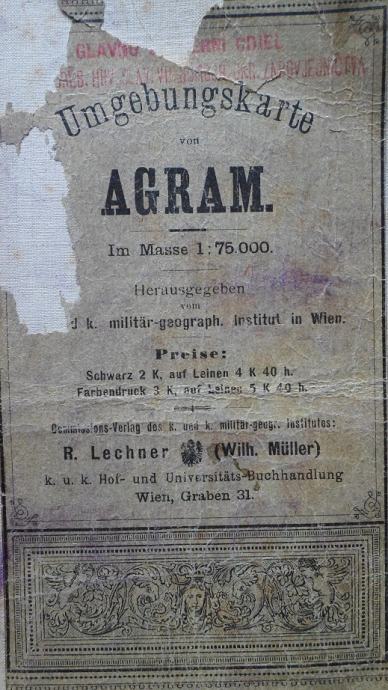 GLAVNO
Umgebungskarte
von
AGRAM.
Im Masse 1:75.000.
Herausgegeben
vom
d k. militär-geograph. Institut in Wien.
Preise:
Schwarz 2 K, auf Leinen 4 K 40 h.
Farbendruck 3 K, auf Leinen 5 K 40 h.
Commissions-Verlag des k. und k. militär-geogr. Institutes:
R. Lechner (Wilh. Müller)
k. u. k. Hof- und Universitäts-Buchhandlung
Wien, Graben 31.